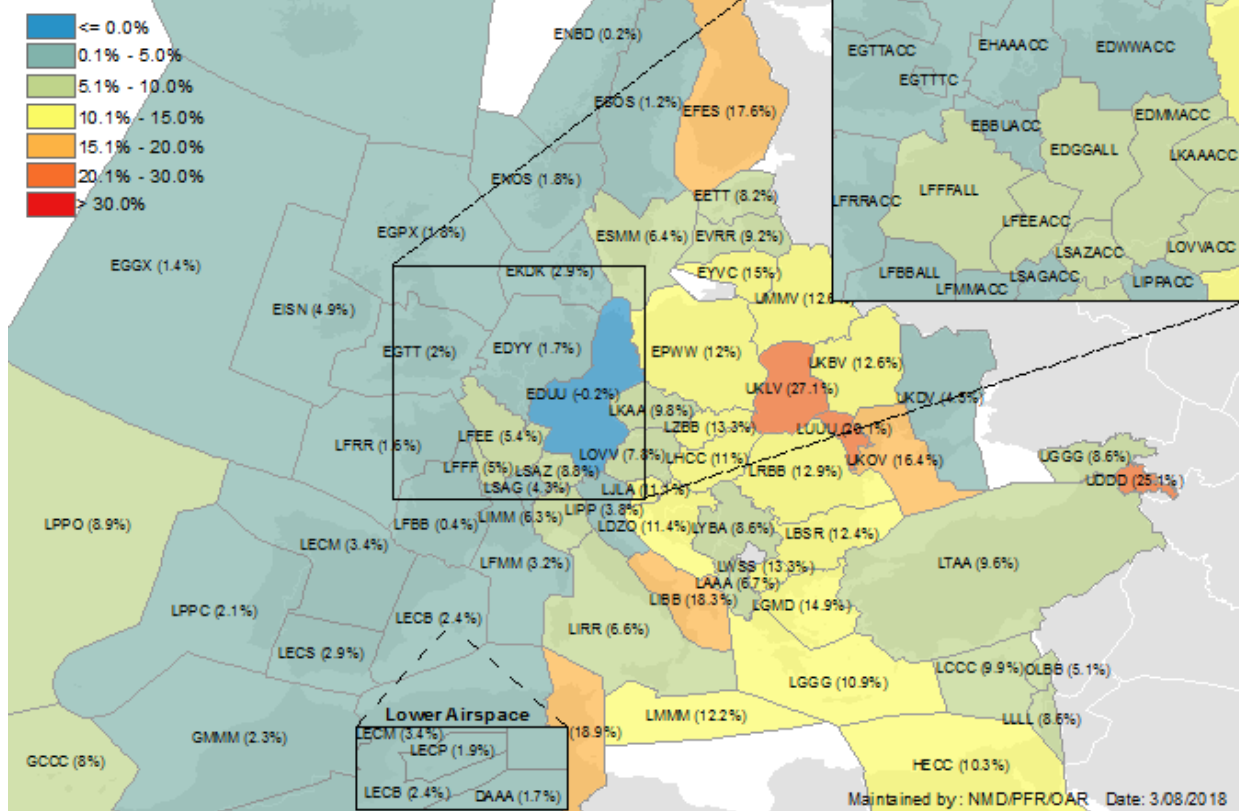 <= 0.0%
0.1% - 5.0%
5.1% - 10.0%
10.1% - 15.0%
15.1% - 20.0%
20.1% - 30.0%
> 30.0%
ENBD (0.2%)
(1.2%)
EFES (17.6%)
EGTTACC
EHAAACC
EDWWACC
EGTTTC
EBBUACC
EDMMACC
EDGGALL
LKAAACC
LFFFALL
LFRRACC
LFEEACC
LSAZACC
LOVVACC
LFBBALL
LSAGACC
LIPPACC
LFMMACC
ENOS (1.8%)
EETT (8.2%)
EGPX (1.8%)
ESMM (6.4%)
EVRR (9.2%)
EGGX (1.4%)
EKDK (2.9%)
EYVC (15%)
UMMV
EISN (4.9%)
EGTT (2%)
EDYY (1.7%)
EPWW (12%)
UKBV (12.6%)
EDUU (-0.2%)
UKLV (27.1%)
UKDV (4.5%)
LKAA (9.8%)
LZBB (13.3%)
LUUU (26.1%)
LFRR (1.6%)
LFEE (5.4%)
LOVV (7.8%)
LHCC (11%)
UKOV (16.4%)
UGGG (8.6%)
LFFF (5%)
LSAZ (8.8%)
LRBB (12.9%)
UDDD (25.1%)
LSAG (4.3%)
LJLA (11.1%)
LPPO (8.9%)
LECM (3.4%)
LFBB (0.4%)
LIMM (6.3%)
LIPP (3.8%)
LDZO (11.4%)
LYBA (8.6%)
LBSR (12.4%)
LFMM (3.2%)
LWSS (13.3%)
LTAA (9.6%)
LAAA (6.7%)
LPPC (2.1%)
LECB (2.4%)
LIBB (18.3%)
LGMD (14.9%)
LIRR (6.6%)
LECS (2.9%)
LGGG (10.9%)
LCCC (9.9%)
OLBB (5.1%)
Lower Airspace
LMMM (12.2%)
LLLL (8.6%)
GCCC (8%)
GMMM (2.3%)
LECM (3.4%)
(18.9%)
LECP (1.9%)
HECC (10.3%)
LECB (2.4%)
DAAA (1.7%)
Maintained by: NMD/PFR/OAR Date: 3/08/2018